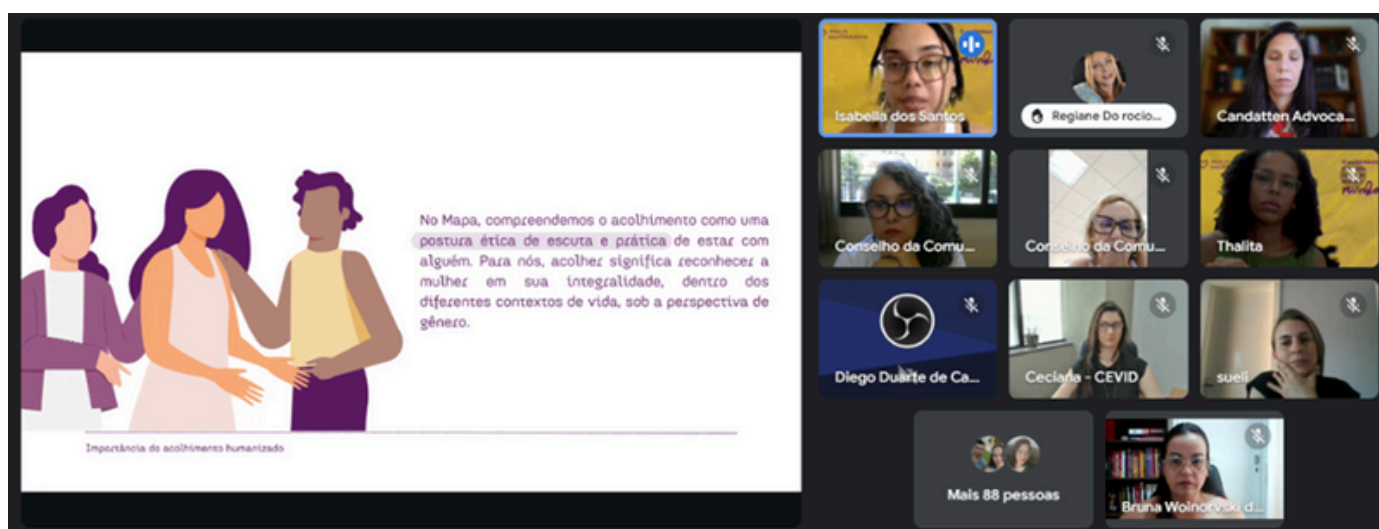 No Mapa, compreendemos o acolhimento como uma
postura ética de escuta e prática de estar com
alguém. Para nós, acolher significa reconhecer a
mulher em sua integralidade, dentro dos
diferentes contextos de vida, sob a perspectiva de
gênero.
Importância do acolhimento humanizado
Isabella dos Santos
Regiane Do rocio...
Candatten Advoca...
Conselho da Comu...
Conselho da Comu...
Thalita
Diego Duarte de Ca...
Ceciana - CEVID
sueli
Mais 88 pessoas
Bruna Woinorvski d...